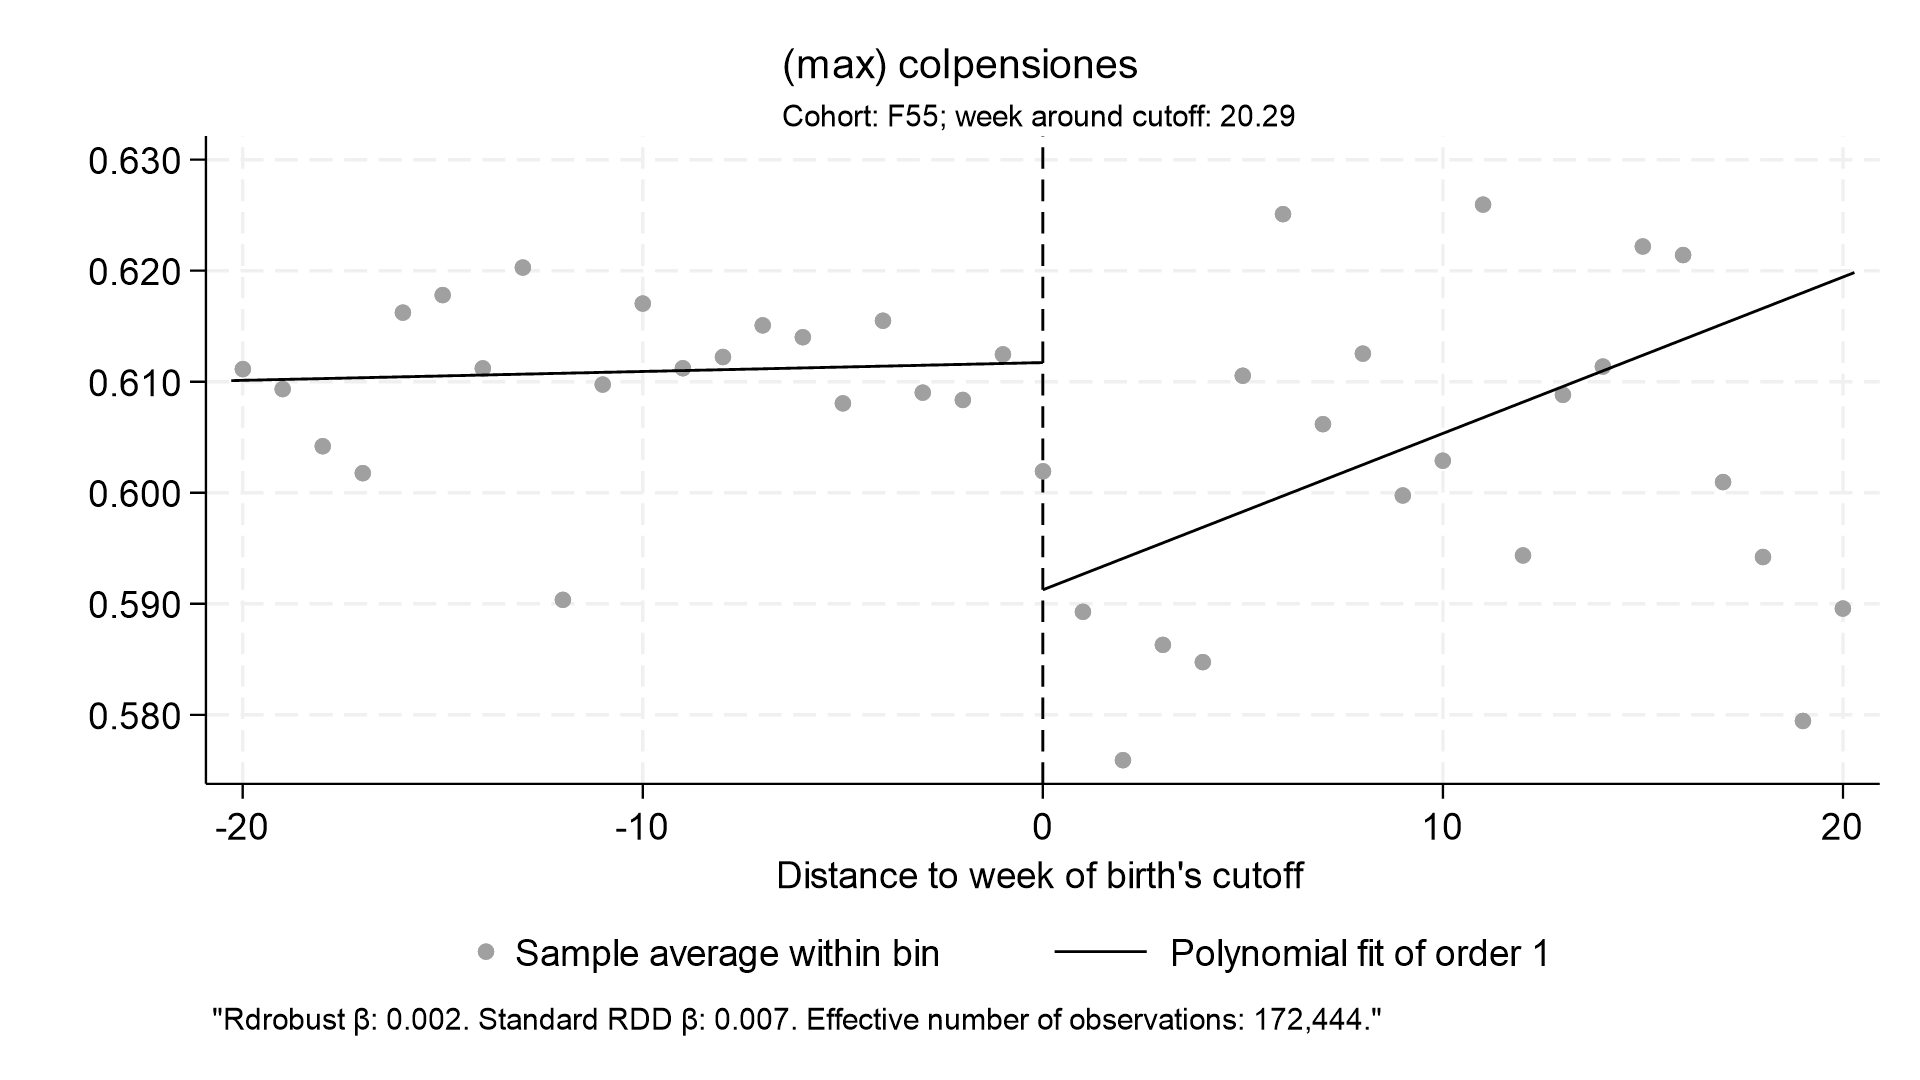 (max) colpensiones
Cohort: F55; week around cutoff: 20.29
0.630
0.620
0.610
0.600
0.590
0.580
-20 -10 0 10 20
Distance to week of birth's cutoff
Sample average within bin Polynomial fit of order 1
"Rdrobust β: 0.002. Standard RDD β: 0.007. Effective number of observations: 172,444."